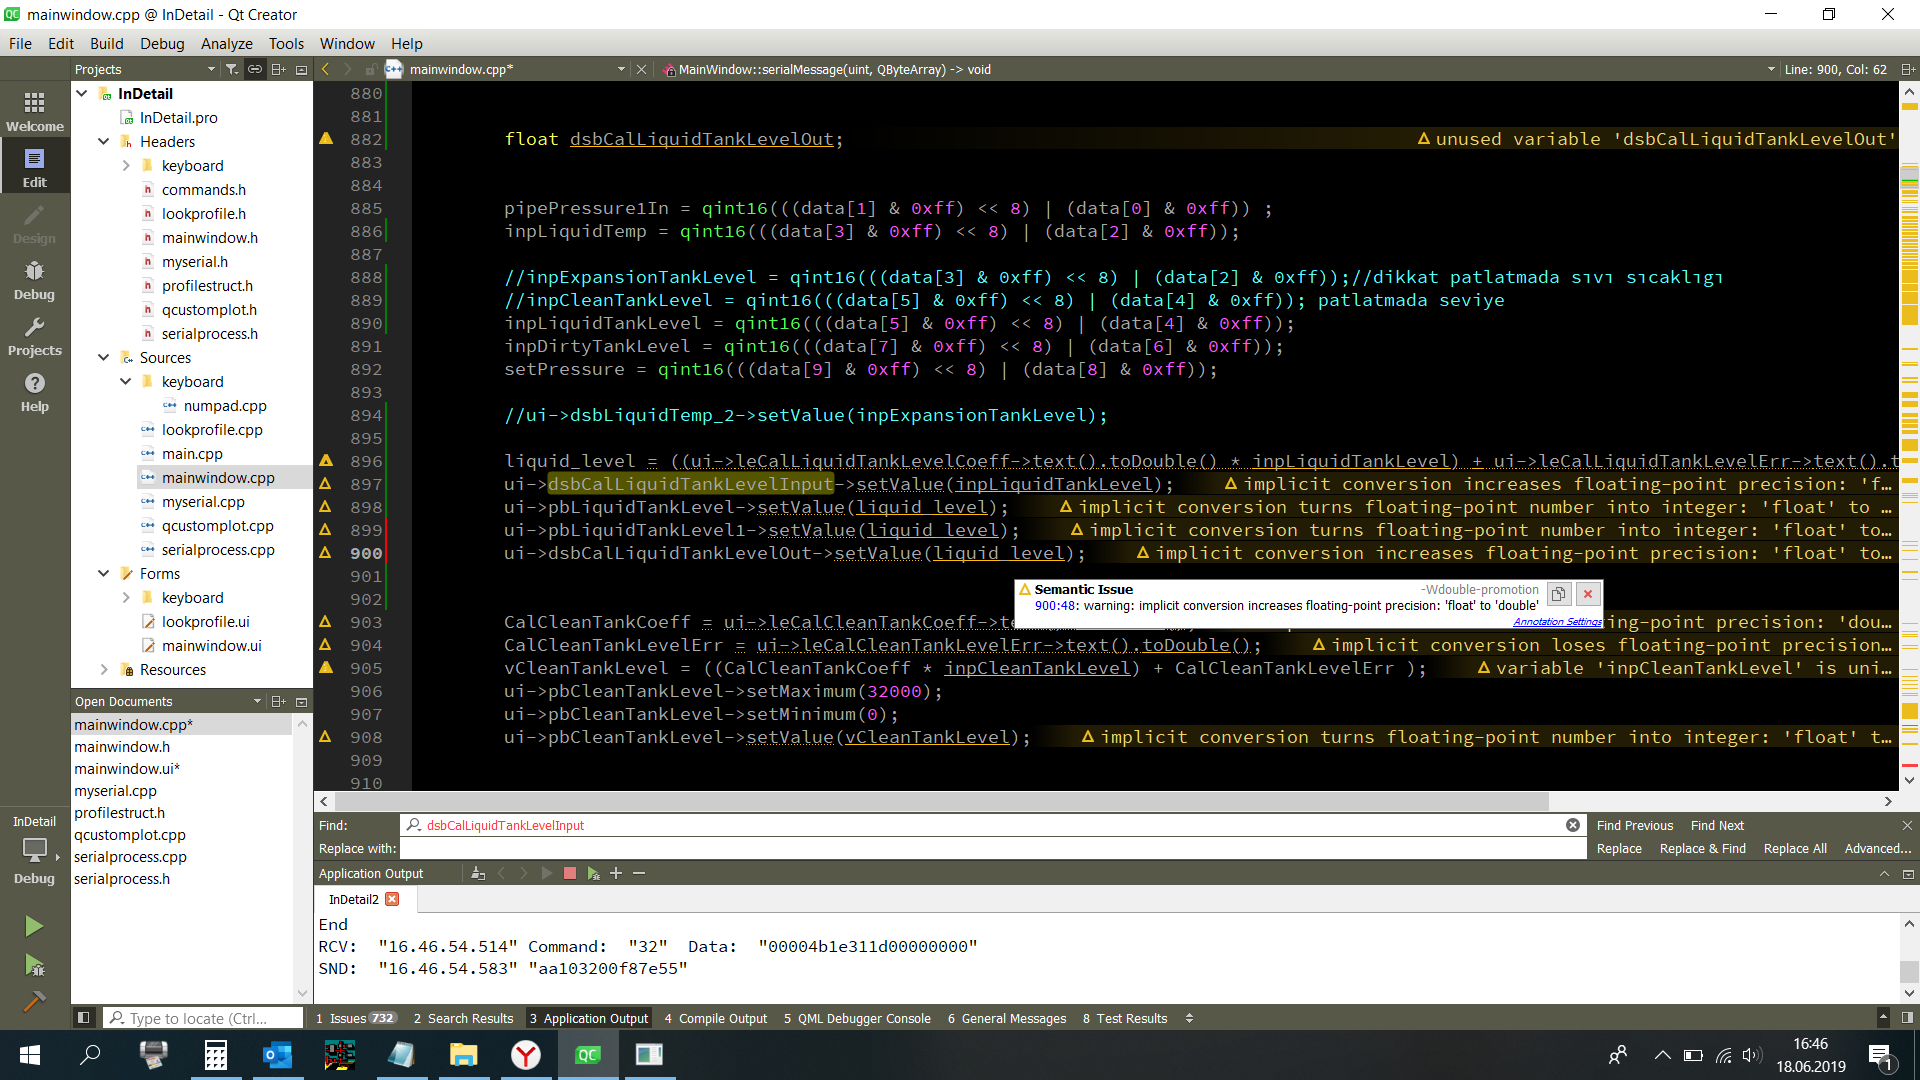 mainwindow.cpp @ InDetail - Qt Creator
File Edit Build Debug Analyze Tools Window Help
Projects
mainwindow.cpp*
MainWindow::serialMessage(uint, QByteArray) -> void
Line: 900, Col: 62
Welcome
Edit
Design
Debug
Projects
Help
InDetail
Debug
InDetail
InDetail.pro
Headers
keyboard
commands.h
lookprofile.h
mainwindow.h
myserial.h
profilestruct.h
qcustomplot.h
serialprocess.h
Sources
keyboard
numpad.cpp
lookprofile.cpp
main.cpp
mainwindow.cpp
myserial.cpp
qcustomplot.cpp
serialprocess.cpp
Forms
keyboard
lookprofile.ui
mainwindow.ui
Resources
Open Documents
mainwindow.cpp*
mainwindow.h
mainwindow.ui*
myserial.cpp
profilestruct.h
qcustomplot.cpp
serialprocess.cpp
serialprocess.h
880
881
882 float dsbCalLiquidTankLevelOut; unused variable 'dsbCalLiquidTankLevelOut'
883
884
885 pipePressure1In = qint16(((data[1] & 0xff) << 8) | (data[0] & 0xff)) ;
886 inpLiquidTemp = qint16(((data[3] & 0xff) << 8) | (data[2] & 0xff));
887
888 //inpExpansionTankLevel = qint16(((data[3] & 0xff) << 8) | (data[2] & 0xff));//dikkat patlatmada sıvı sıcaklıgı
889 //inpCleanTankLevel = qint16(((data[5] & 0xff) << 8) | (data[4] & 0xff)); patlatmada seviye
890 inpLiquidTankLevel = qint16(((data[5] & 0xff) << 8) | (data[4] & 0xff));
891 inpDirtyTankLevel = qint16(((data[7] & 0xff) << 8) | (data[6] & 0xff));
892 setPressure = qint16(((data[9] & 0xff) << 8) | (data[8] & 0xff));
893
894 //ui->dsbLiquidTemp_2->setValue(inpExpansionTankLevel);
895
896 liquid_level = ((ui->leCalLiquidTankLevelCoeff->text().toDouble() * inpLiquidTankLevel) + ui->leCalLiquidTankLevelErr->text().t
897 ui->dsbCalLiquidTankLevelInput->setValue(inpLiquidTankLevel); implicit conversion increases floating-point precision: 'f…
898 ui->pbLiquidTankLevel->setValue(liquid_level); implicit conversion turns floating-point number into integer: 'float' to …
899 ui->pbLiquidTankLevel1->setValue(liquid_level); implicit conversion turns floating-point number into integer: 'float' to…
900 ui->dsbCalLiquidTankLevelOut->setValue(liquid_level); implicit conversion increases floating-point precision: 'float' to…
901
902
Semantic Issue -Wdouble-promotion
900:48: warning: implicit conversion increases floating-point precision: 'float' to 'double'
Annotation Settings
903 CalCleanTankCoeff = ui->leCalCleanTankCoeff->te ing-point precision: 'dou…
904 CalCleanTankLevelErr = ui->leCalCleanTankLevelErr->text().toDouble(); implicit conversion loses floating-point precision…
905 vCleanTankLevel = ((CalCleanTankCoeff * inpCleanTankLevel) + CalCleanTankLevelErr ); variable 'inpCleanTankLevel' is uni…
906 ui->pbCleanTankLevel->setMaximum(32000);
907 ui->pbCleanTankLevel->setMinimum(0);
908 ui->pbCleanTankLevel->setValue(vCleanTankLevel); implicit conversion turns floating-point number into integer: 'float' t…
909
910
Find: dsbCalLiquidTankLevelInput Find Previous Find Next
Replace with: Replace Replace & Find Replace All Advanced...
Application Output
InDetail2
End
RCV: "16.46.54.514" Command: "32" Data: "00004b1e311d00000000"
SND: "16.46.54.583" "aa103200f87e55"
Type to locate (Ctrl... 1 Issues 732 2 Search Results 3 Application Output 4 Compile Output 5 QML Debugger Console 6 General Messages 8 Test Results
16:46
18.06.2019
1